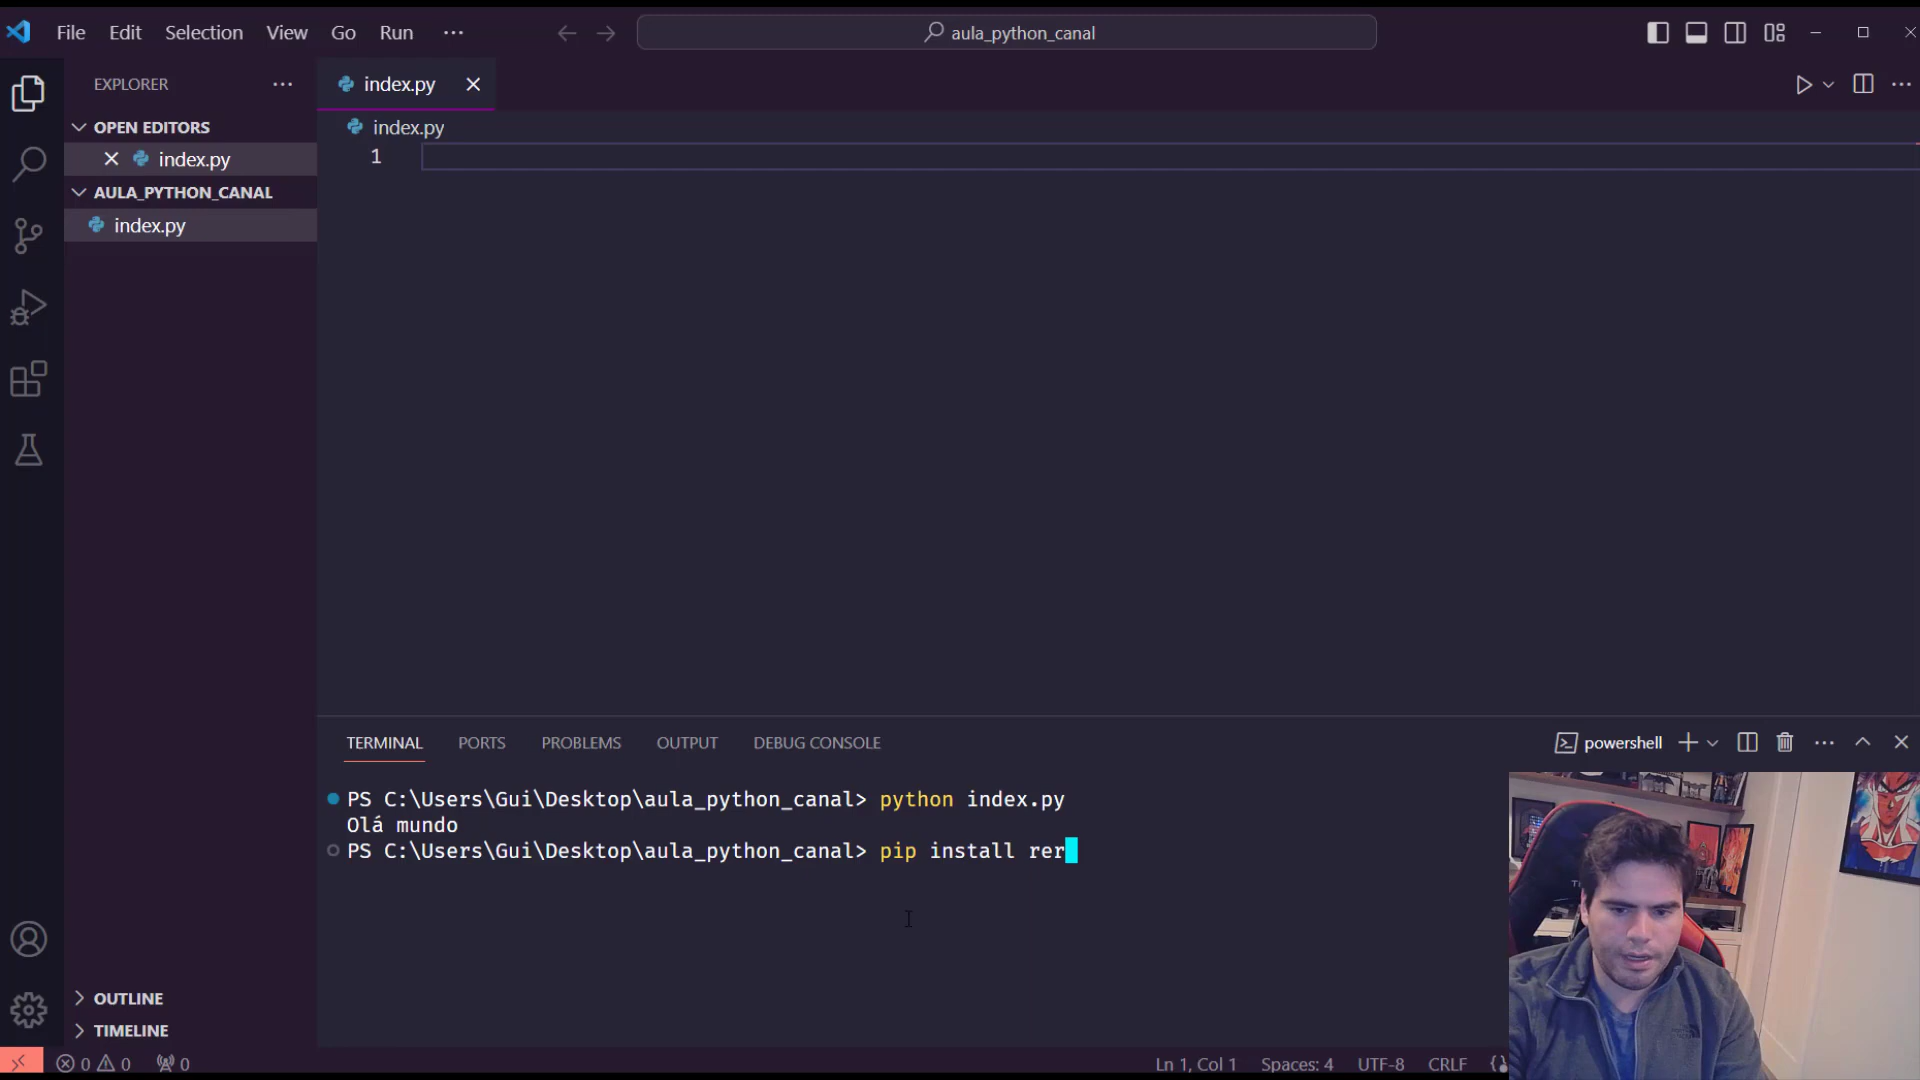 File Edit Selection View Go Run ···
aula_python_canal
EXPLORER
index.py
OPEN EDITORS
index.py
index.py
AULA_PYTHON_CANAL
index.py
1
TERMINAL PORTS PROBLEMS OUTPUT DEBUG CONSOLE
powershell
PS C:\Users\Gui\Desktop\aula_python_canal> python index.py
Olá mundo
PS C:\Users\Gui\Desktop\aula_python_canal> pip install rer
OUTLINE
TIMELINE
0 0 0
Ln 1, Col 1 Spaces: 4 UTF-8 CRLF